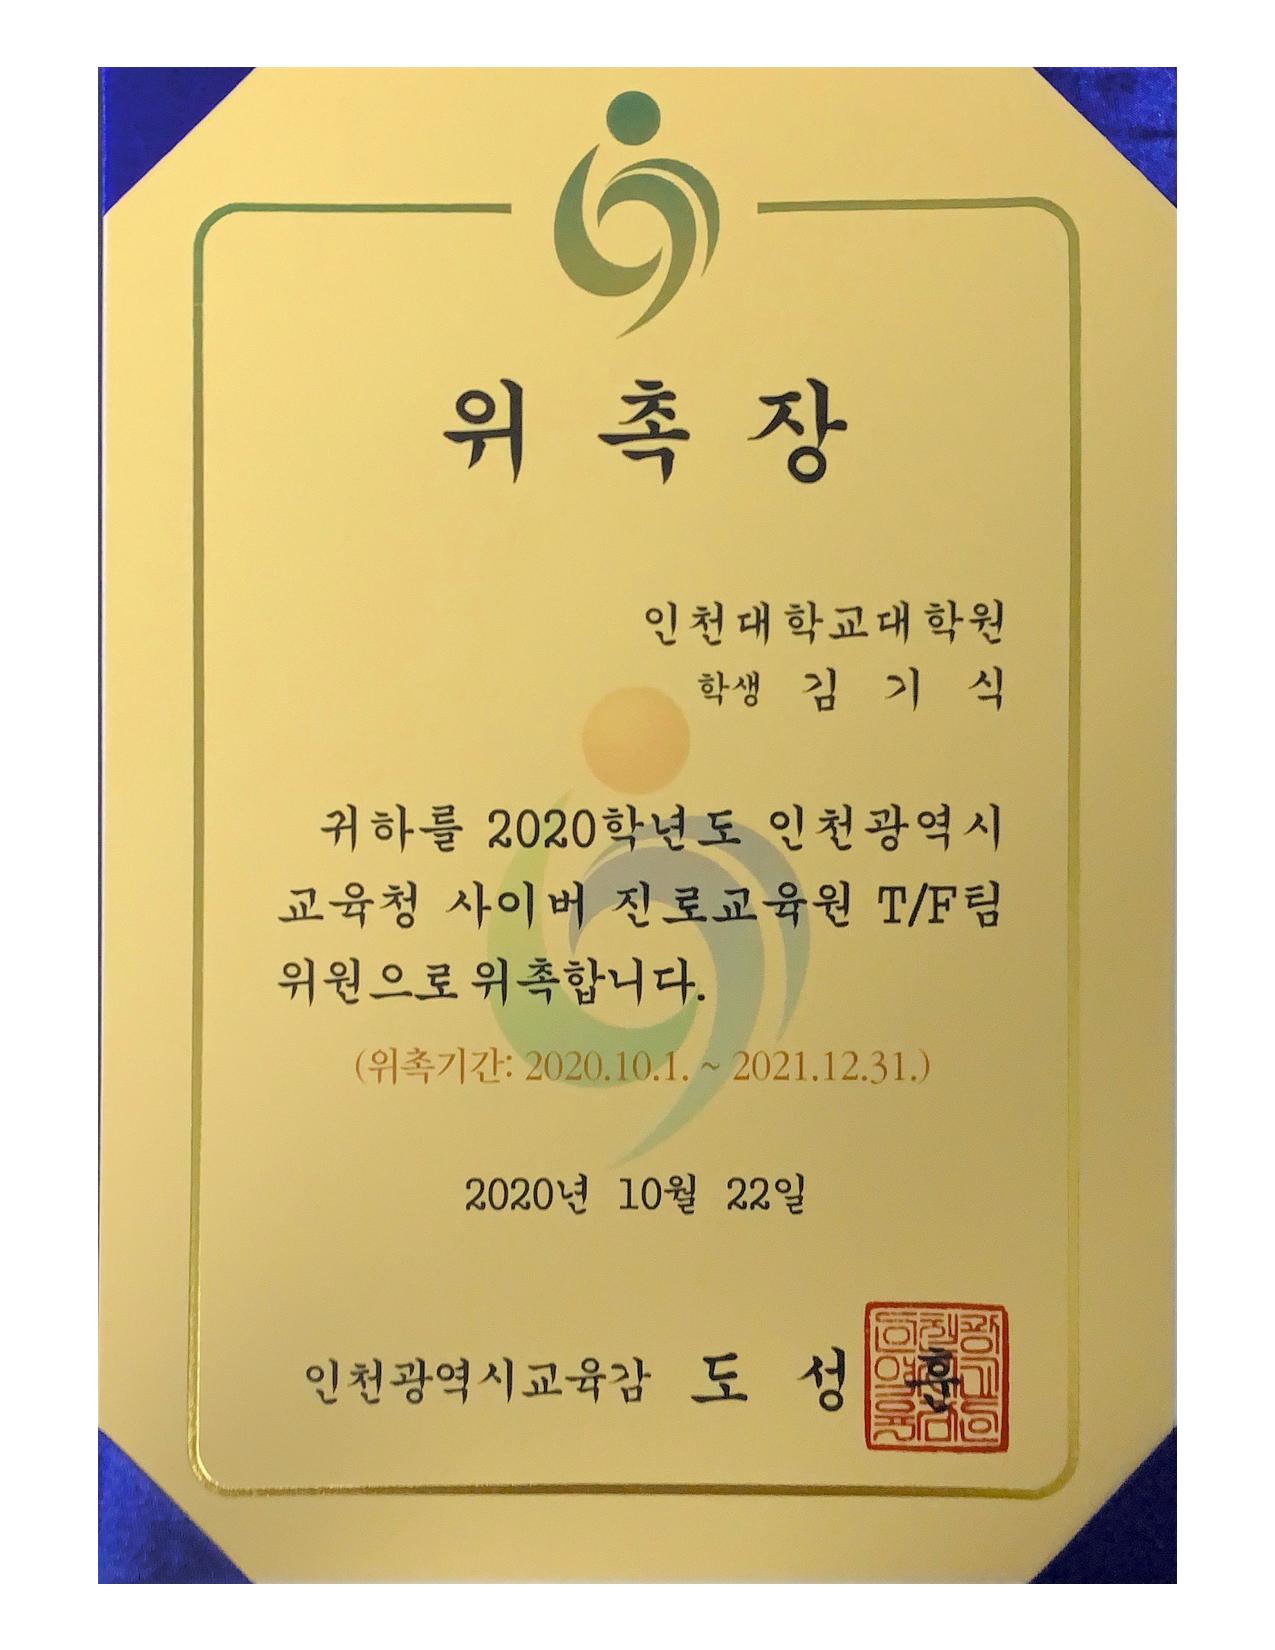 위 촉 장
인천대학교대학원
학생 김 기 식
귀하를 2020학년도 인천광역시
교육청 사이버 진로교육원 T/F팀
위원으로 위촉합니다.
(위촉기간: 2020.10.1. ~ 2021.12.31.)
2020년 10월 22일
인천광역시교육감 도 성 훈